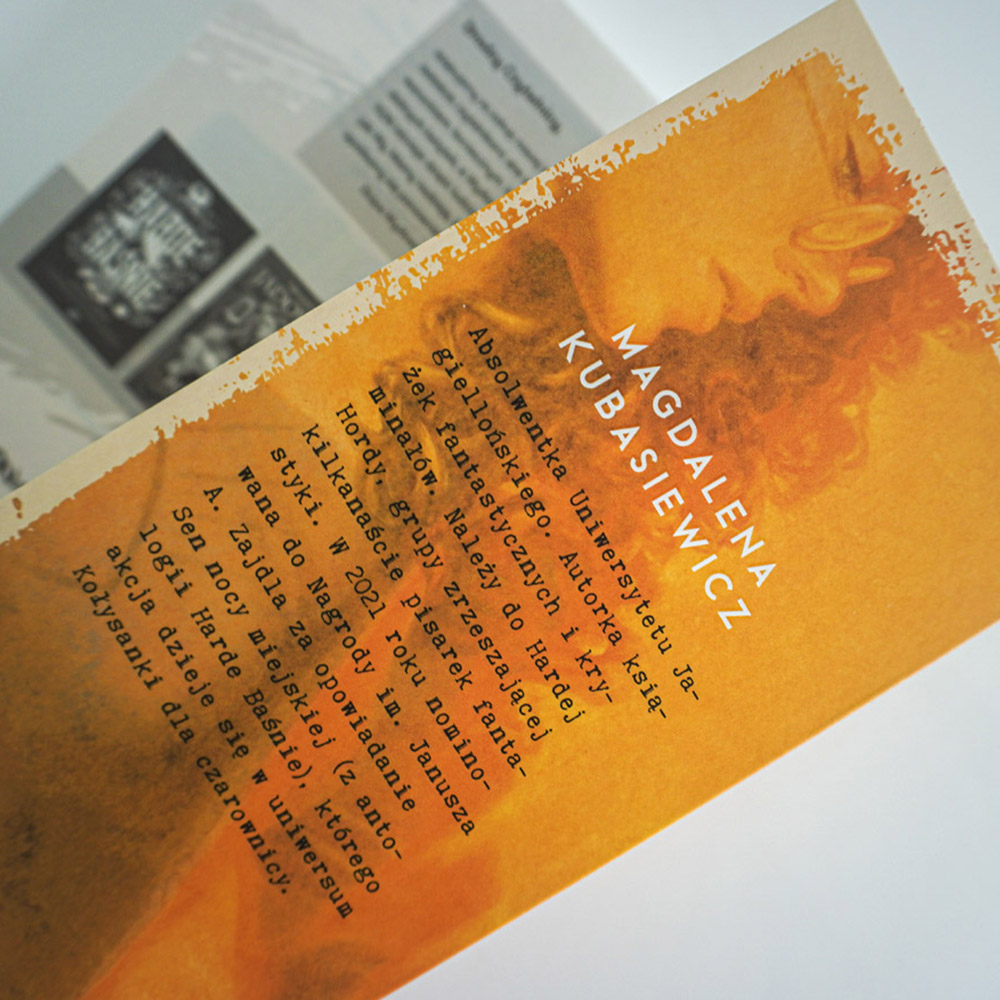 MAGDALENA
KUBASIEWICZ
Absolwentka Uniwersytetu Ja-
giellońskiego. Autorka ksią-
żek fantastycznych i kry-
minałów. Należy do Hardej
Hordy, grupy zrzeszającej
kilkanaście pisarek fanta-
styki. W 2021 roku nomino-
wana do Nagrody im. Janusza
A. Zajdla za opowiadanie
Sen nocy miejskiej (z anto-
logii Harde Baśnie), którego
akcja dzieje się w uniwersum
Kołysanki dla czarownicy.
HARDE
BAŚNIE